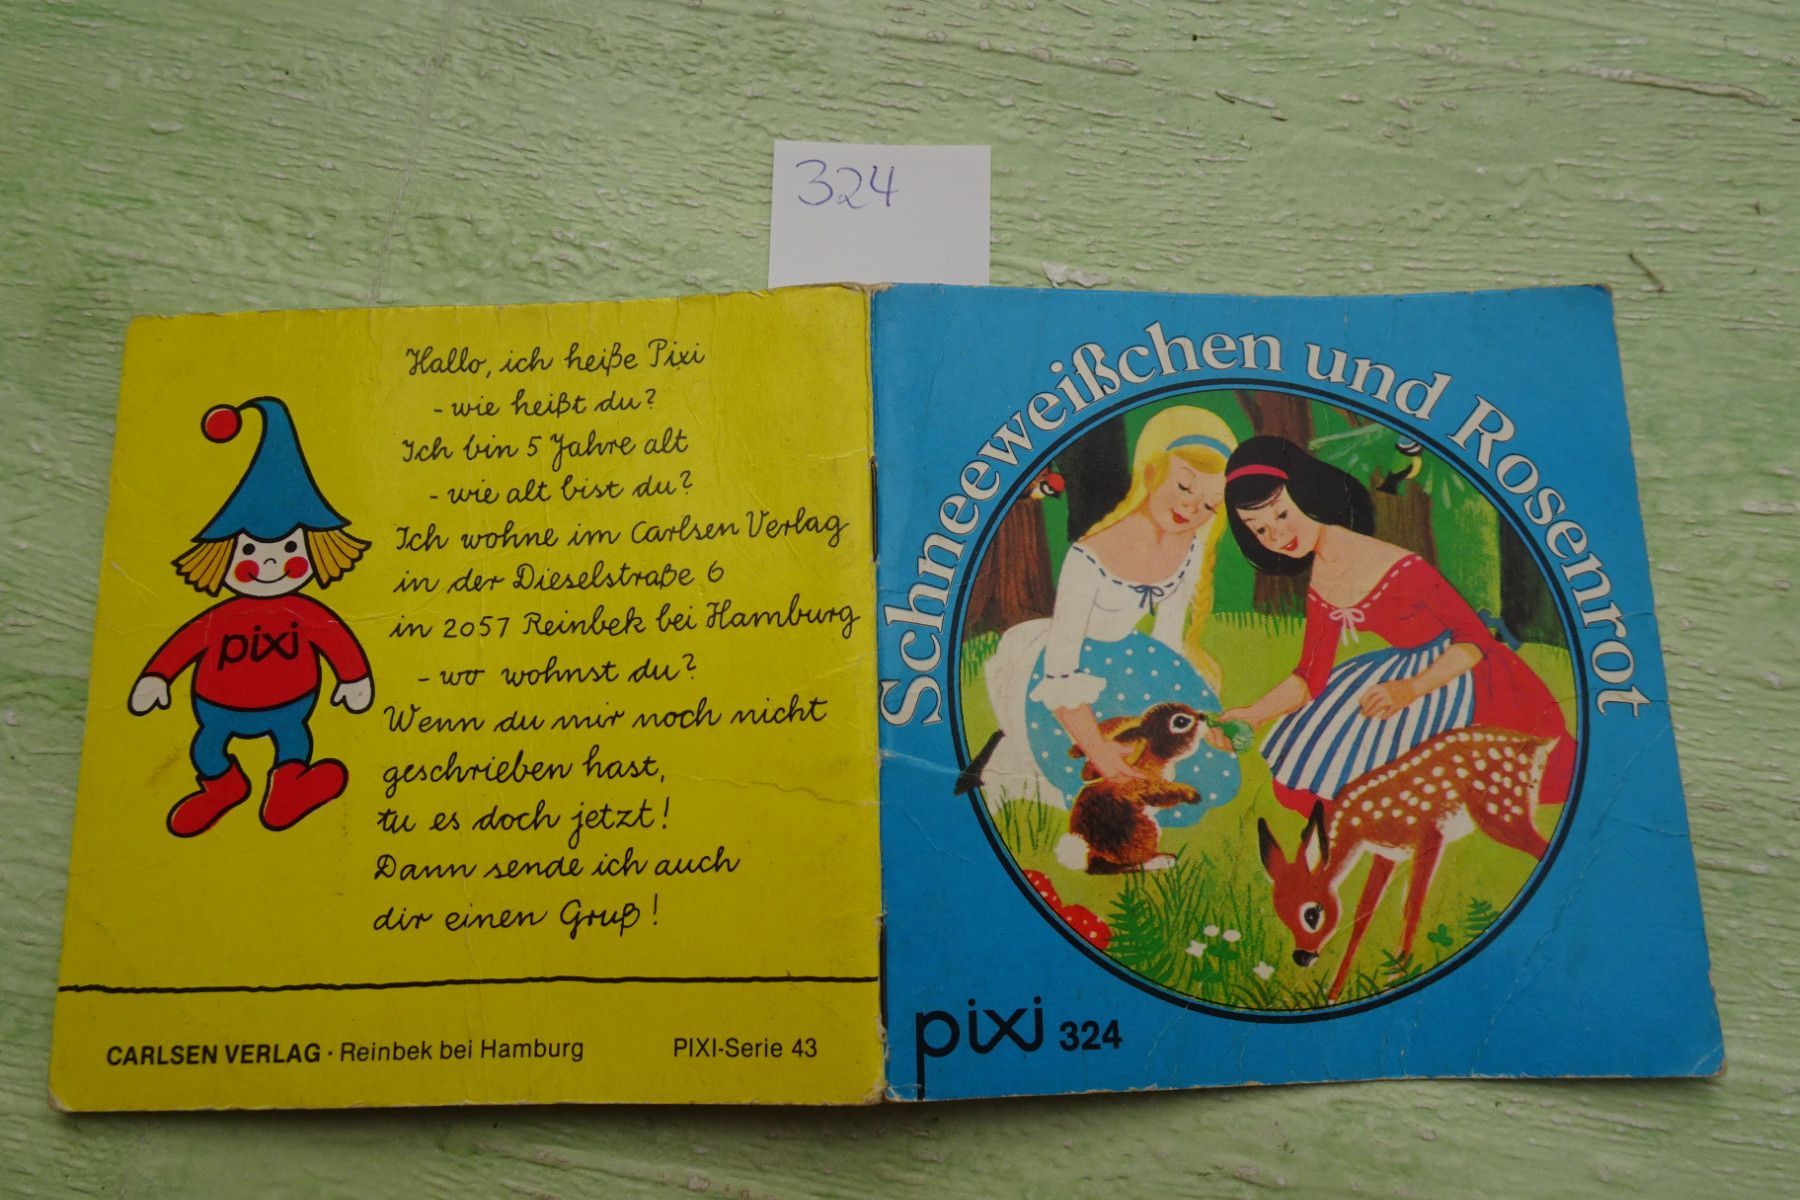 324
Hallo, ich heiße Pixi
- wie heißt du?
Ich bin 5 Jahre alt
- wie alt bist du?
Ich wohne im Carlsen Verlag
in der Dieselstraße 6
in 2057 Reinbek bei Hamburg
- wo wohnst du?
Wenn du mir noch nicht
geschrieben hast,
tu es doch jetzt!
Dann sende ich auch
dir einen Gruß!
pixi
CARLSEN VERLAG · Reinbek bei Hamburg
PIXI-Serie 43
Schneeweißchen und Rosenrot
pixi 324